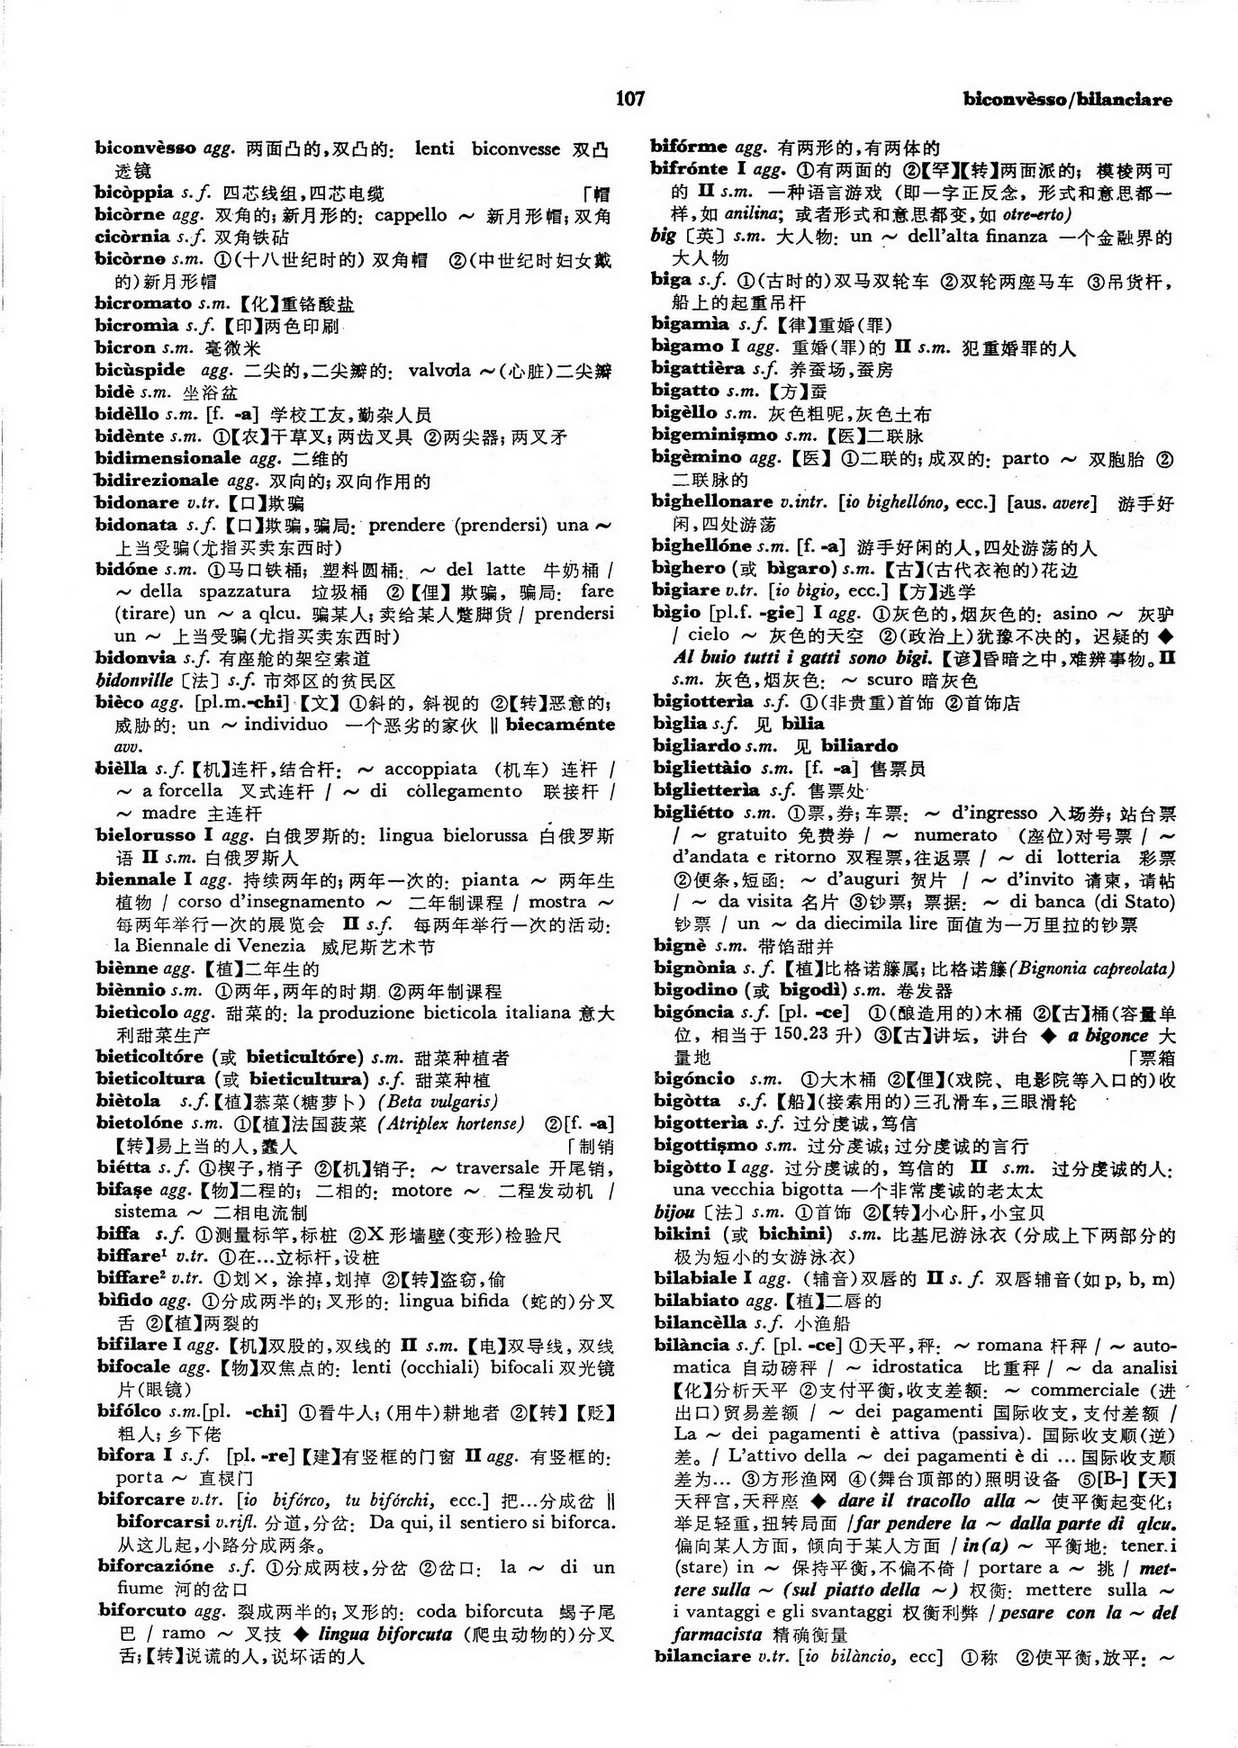 107
biconvèsso/bilanciare
biconvèsso agg. 两面凸的,双凸的: lenti biconvesse 双凸
透镜
bicòppia s.f. 四芯线组,四芯电缆 「帽
bicòrne agg. 双角的;新月形的: cappello ～ 新月形帽;双角
cicòrnia s.f. 双角铁砧
bicòrno s.m. ①(十八世纪时的) 双角帽 ②(中世纪时妇女戴
的)新月形帽
bicromato s.m.【化】重铬酸盐
bicromìa s.f.【印】两色印刷
bicron s.m. 毫微米
bicùspide agg. 二尖的,二尖瓣的: valvola ～(心脏)二尖瓣
bidè s.m. 坐浴盆
bidèllo s.m. [f. -a] 学校工友,勤杂人员
bidènte s.m. ①【农】干草叉;两齿叉具 ②两尖器;两叉矛
bidimensionale agg. 二维的
bidirezionale agg. 双向的;双向作用的
bidonare v.tr.【口】欺骗
bidonata s.f.【口】欺骗,骗局: prendere (prendersi) una ～
上当受骗(尤指买卖东西时)
bidóne s.m. ①马口铁桶; 塑料圆桶: ～ del latte 牛奶桶 /
～ della spazzatura 垃圾桶 ②【俚】欺骗, 骗局: fare
(tirare) un ～ a qlcu. 骗某人;卖给某人蹩脚货 / prendersi
un ～ 上当受骗(尤指买卖东西时)
bidonvia s.f. 有座舱的架空索道
bidonville〔法〕s.f. 市郊区的贫民区
bièco agg. [pl.m.-chi]【文】①斜的, 斜视的 ②【转】恶意的;
威胁的: un ～ individuo 一个恶劣的家伙 ‖ biecaménte
avv.
bièlla s.f.【机】连杆,结合杆: ～ accoppiata (机车) 连杆 /
～ a forcella 叉式连杆 / ～ di collegamento 联接杆 /
～ madre 主连杆
bielorusso I agg. 白俄罗斯的: lingua bielorussa 白俄罗斯
语 II s.m. 白俄罗斯人
biennale I agg. 持续两年的;两年一次的: pianta ～ 两年生
植物 / corso d'insegnamento ～ 二年制课程 / mostra ～
每两年举行一次的展览会 II s.f. 每两年举行一次的活动:
la Biennale di Venezia 威尼斯艺术节
biènne agg.【植】二年生的
biènnio s.m. ①两年,两年的时期 ②两年制课程
bietìcolo agg. 甜菜的: la produzione bieticola italiana 意大
利甜菜生产
bieticoltóre (或 bieticultóre) s.m. 甜菜种植者
bieticoltura (或 bieticultura) s.f. 甜菜种植
biètola s.f.【植】菾菜(糖萝卜) (Beta vulgaris)
bietolóne s.m. ①【植】法国菠菜 (Atriplex hortense) ②[f. -a]
【转】易上当的人,蠢人 「制销
biétta s.f. ①楔子,梢子 ②【机】销子: ～ traversale 开尾销,
bifase agg.【物】二程的; 二相的: motore ～ 二程发动机 /
sistema ～ 二相电流制
biffa s.f. ①测量标竿,标桩 ②X 形墙壁(变形)检验尺
biffare¹ v.tr. ①在…立标杆,设桩
biffare² v.tr. ①划×, 涂掉,划掉 ②【转】盗窃,偷
bìfido agg. ①分成两半的;叉形的: lingua bifida (蛇的)分叉
舌 ②【植】两裂的
bifilare I agg.【机】双股的,双线的 II s.m.【电】双导线, 双线
bifocale agg.【物】双焦点的: lenti (occhiali) bifocali 双光镜
片(眼镜)
bifólco s.m.[pl. -chi] ①看牛人; (用牛)耕地者 ②【转】【贬】
粗人;乡下佬
bìfora I s.f. [pl. -re]【建】有竖框的门窗 II agg. 有竖框的:
porta ～ 直棂门
biforcare v.tr. [io bifórco, tu bifórchi, ecc.] 把…分成岔 ‖
biforcarsi v.rifl. 分道,分岔: Da qui, il sentiero si biforca.
从这儿起,小路分成两条。
biforcazióne s.f. ①分成两枝,分岔 ②岔口: la ～ di un
fiume 河的岔口
biforcuto agg. 裂成两半的;叉形的: coda biforcuta 蝎子尾
巴 / ramo ～ 叉技 ◆ lingua biforcuta (爬虫动物的)分叉
舌;【转】说谎的人,说坏话的人
bifórme agg. 有两形的,有两体的
bifrónte I agg. ①有两面的 ②【罕】【转】两面派的; 模棱两可
的 II s.m. 一种语言游戏 (即一字正反念, 形式和意思都一
样,如 anilina; 或者形式和意思都变,如 otre-erto)
big〔英〕s.m. 大人物: un ～ dell'alta finanza 一个金融界的
大人物
biga s.f. ①(古时的)双马双轮车 ②双轮两座马车 ③吊货杆,
船上的起重吊杆
bigamìa s.f.【律】重婚(罪)
bìgamo I agg. 重婚(罪)的 II s.m. 犯重婚罪的人
bigattièra s.f. 养蚕场,蚕房
bigatto s.m.【方】蚕
bigèllo s.m. 灰色粗呢,灰色土布
bigeminismo s.m.【医】二联脉
bigèmino agg.【医】①二联的;成双的: parto ～ 双胞胎 ②
二联脉的
bighellonare v.intr. [io bighellóno, ecc.] [aus. avere] 游手好
闲,四处游荡
bighellóne s.m. [f. -a] 游手好闲的人,四处游荡的人
bìghero (或 bìgaro) s.m.【古】(古代衣袍的)花边
bigiare v.tr. [io bigio, ecc.]【方】逃学
bìgio [pl.f. -gie] I agg. ①灰色的,烟灰色的: asino ～ 灰驴
/ cielo ～ 灰色的天空 ②(政治上)犹豫不决的, 迟疑的 ◆
Al buio tutti i gatti sono bigi.【谚】昏暗之中,难辨事物。II
s.m. 灰色,烟灰色: ～ scuro 暗灰色
bigiotterìa s.f. ①(非贵重)首饰 ②首饰店
bìglia s.f. 见 bìlia
bigliardo s.m. 见 biliardo
bigliettàio s.m. [f. -a] 售票员
biglietterìa s.f. 售票处
bigliétto s.m. ①票,券;车票: ～ d'ingresso 入场券;站台票
/ ～ gratuito 免费券 / ～ numerato (座位)对号票 / ～
d'andata e ritorno 双程票,往返票 / ～ di lotteria 彩票
②便条,短函: ～ d'auguri 贺片 / ～ d'invito 请柬, 请帖
/ ～ da visita 名片 ③钞票; 票据: ～ di banca (di Stato)
钞票 / un ～ da diecimila lire 面值为一万里拉的钞票
bignè s.m. 带馅甜并
bignònia s.f.【植】比格诺藤属;比格诺藤(Bignonia capreolata)
bigodino (或 bigodì) s.m. 卷发器
bigóncia s.f. [pl. -ce] ①(酿造用的)木桶 ②【古】桶(容量单
位, 相当于 150.23 升) ③【古】讲坛, 讲台 ◆ a bigonce 大
量地 「票箱
bigóncio s.m. ①大木桶 ②【俚】(戏院、电影院等入口的)收
bigòtta s.f.【船】(接索用的)三孔滑车,三眼滑轮
bigotterìa s.f. 过分虔诚,笃信
bigottismo s.m. 过分虔诚;过分虔诚的言行
bigòtto I agg. 过分虔诚的, 笃信的 II s.m. 过分虔诚的人:
una vecchia bigotta 一个非常虔诚的老太太
bijou〔法〕s.m. ①首饰 ②【转】小心肝,小宝贝
bikini (或 bichini) s.m. 比基尼游泳衣 (分成上下两部分的
极为短小的女游泳衣)
bilabiale I agg. (辅音)双唇的 II s.f. 双唇辅音(如 p, b, m)
bilabiato agg.【植】二唇的
bilancèlla s.f. 小渔船
bilància s.f. [pl. -ce] ①天平,秤: ～ romana 杆秤 / ～ auto-
matica 自动磅秤 / ～ idrostatica 比重秤 / ～ da analisi
【化】分析天平 ②支付平衡,收支差额: ～ commerciale (进
出口)贸易差额 / ～ dei pagamenti 国际收支, 支付差额 /
La ～ dei pagamenti è attiva (passiva). 国际收支顺(逆)
差。/ L'attivo della ～ dei pagamenti è di … 国际收支顺
差为… ③方形渔网 ④(舞台顶部的)照明设备 ⑤[B-]【天】
天秤宫,天秤座 ◆ dare il tracollo alla ～ 使平衡起变化;
举足轻重,扭转局面 /far pendere la ～ dalla parte di qlcu.
偏向某人方面, 倾向于某人方面 /in(a) ～ 平衡地: tener.i
(stare) in ～ 保持平衡,不偏不倚 / portare a ～ 挑 / met-
tere sulla ～ (sul piatto della ～) 权衡: mettere sulla ～
i vantaggi e gli svantaggi 权衡利弊 /pesare con la ～ del
farmacista 精确衡量
bilanciare v.tr. [io bilàncio, ecc] ①称 ②使平衡,放平: ～